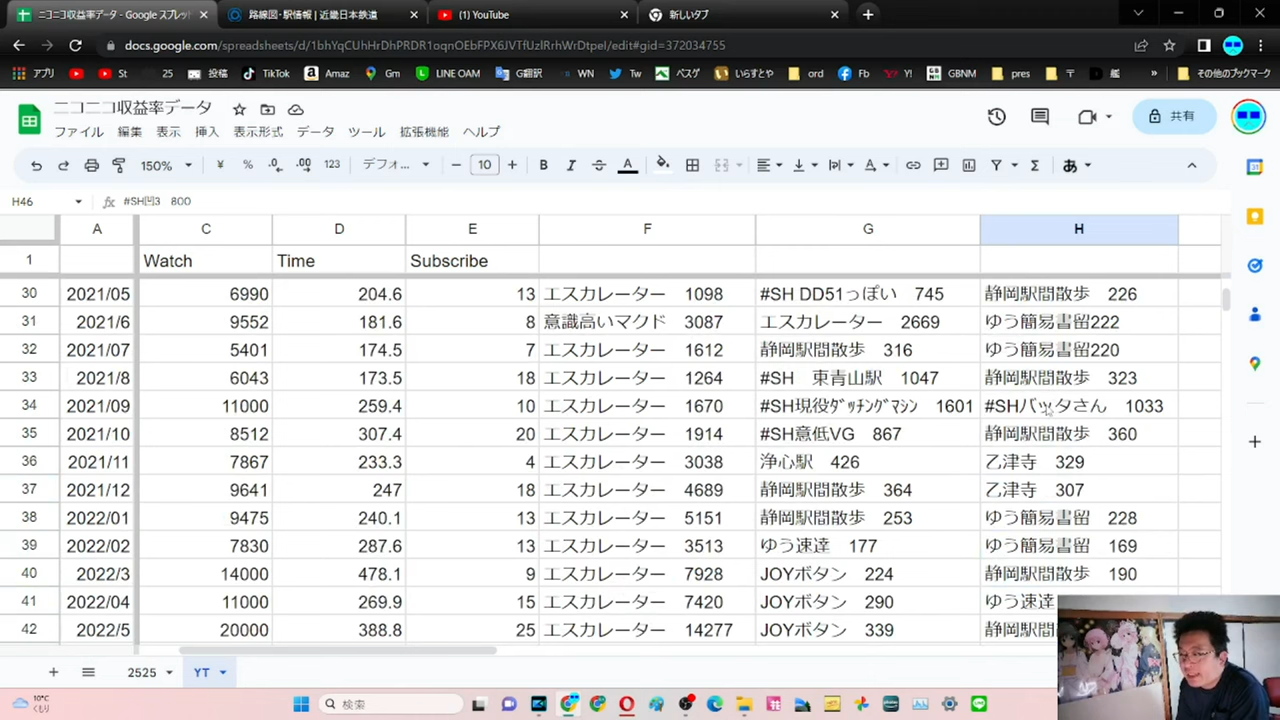 ニコニコ収益率データ - Google スプレッ
路線図・駅情報 | 近畿日本鉄道
(1) YouTube
新しいタブ
docs.google.com/spreadsheets/d/1bhYqCUhHrDhPRDR1oqnOEbFPX6JVTfUzIRrhWrDtpeI/edit#gid=372034755
アプリ St 25 投稿 TikTok Amaz Gm LINE OAM G翻訳 WN Tw ベスゲ いらすとや ord Fb Y! GBNM pres 〒 艦 » その他のブックマーク
ニコニコ収益率データ
ファイル 編集 表示 挿入 表示形式 データ ツール 拡張機能 ヘルプ
共有
150% ¥ % .0 .00 123 デフォ... 10 B I A Σ あ
H46 fx #SH凹3 800
A C D E F G H
1 Watch Time Subscribe
30 2021/05 6990 204.6 13 エスカレーター 1098 #SH DD51っぽい 745 静岡駅間散歩 226
31 2021/6 9552 181.6 8 意識高いマクド 3087 エスカレーター 2669 ゆう簡易書留222
32 2021/07 5401 174.5 7 エスカレーター 1612 静岡駅間散歩 316 ゆう簡易書留220
33 2021/8 6043 173.5 18 エスカレーター 1264 #SH 東青山駅 1047 静岡駅間散歩 323
34 2021/09 11000 259.4 10 エスカレーター 1670 #SH現役ﾀﾞｯﾁﾝｸﾞﾏｼﾝ 1601 #SHバッタさん 1033
35 2021/10 8512 307.4 20 エスカレーター 1914 #SH意低VG 867 静岡駅間散歩 360
36 2021/11 7867 233.3 4 エスカレーター 3038 浄心駅 426 乙津寺 329
37 2021/12 9641 247 18 エスカレーター 4689 静岡駅間散歩 364 乙津寺 307
38 2022/01 9475 240.1 13 エスカレーター 5151 静岡駅間散歩 253 ゆう簡易書留 228
39 2022/02 7830 287.6 13 エスカレーター 3513 ゆう速達 177 ゆう簡易書留 169
40 2022/3 14000 478.1 9 エスカレーター 7928 JOYボタン 224 静岡駅間散歩 190
41 2022/04 11000 269.9 15 エスカレーター 7420 JOYボタン 290 ゆう速達
42 2022/5 20000 388.8 25 エスカレーター 14277 JOYボタン 339 静岡駅間
2525 YT
10°C
くもり
検索